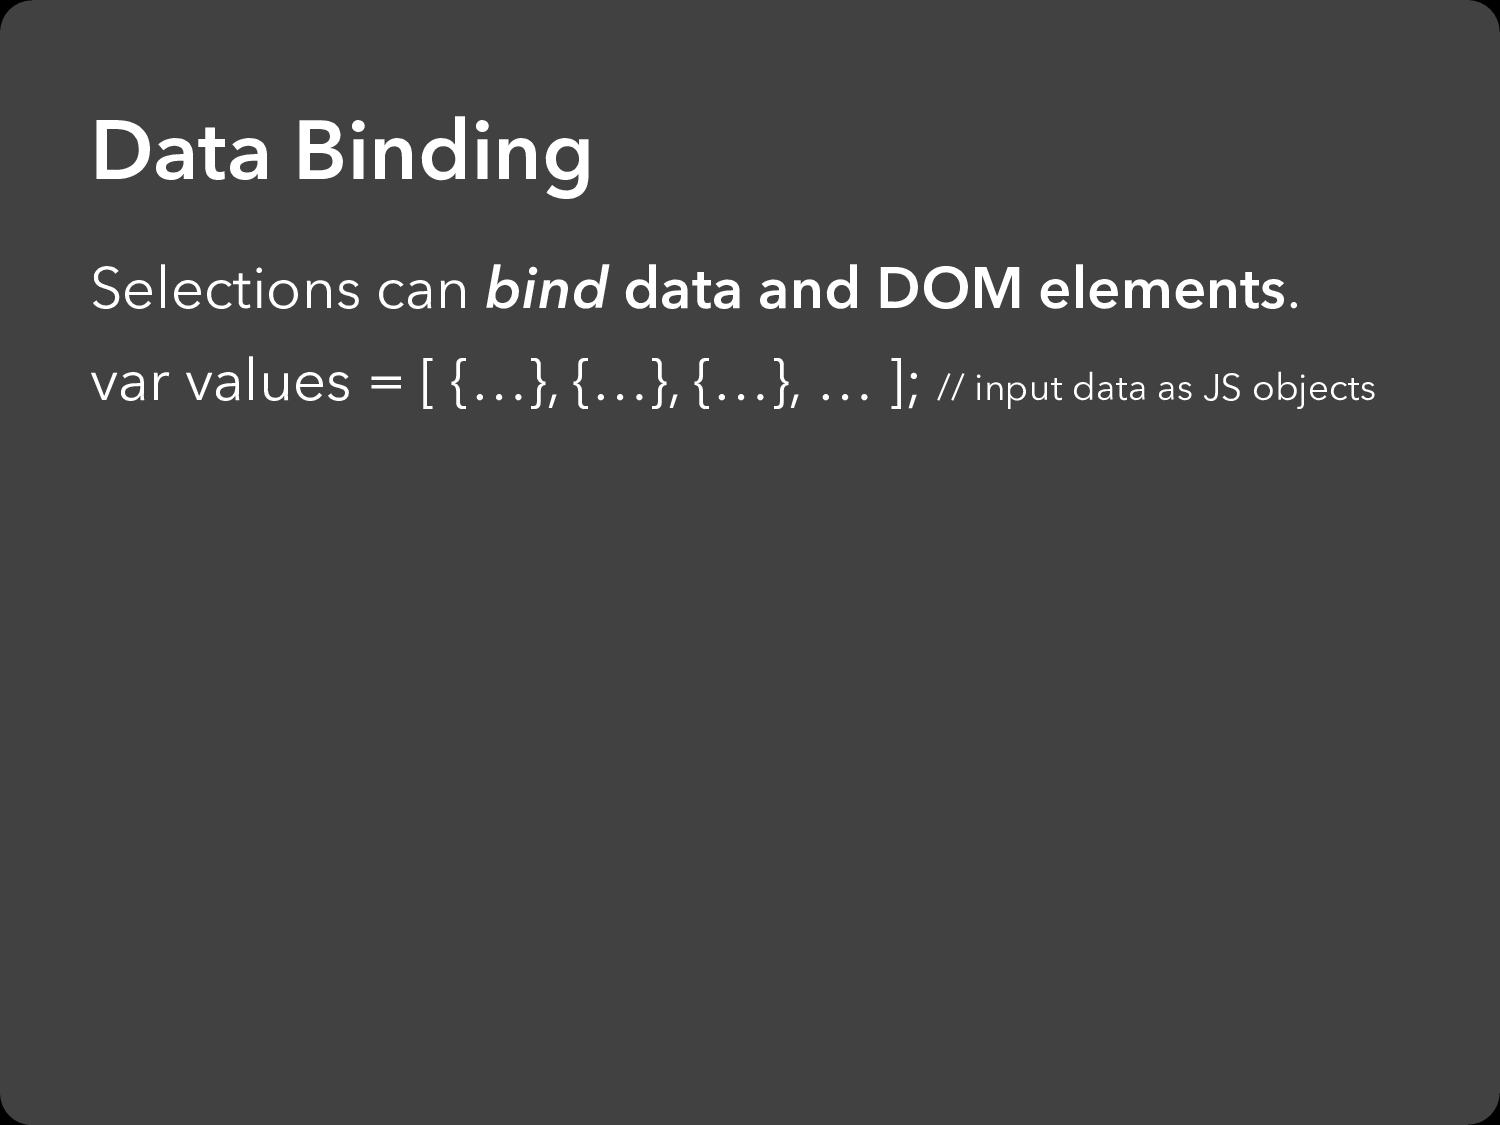 Data Binding
Selections can bind data and DOM elements.
var values = [ {…}, {…}, {…}, … ]; // input data as JS objects